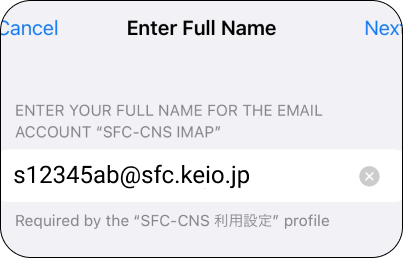 Cancel
Enter Full Name
Next
ENTER YOUR FULL NAME FOR THE EMAIL
ACCOUNT “SFC-CNS IMAP”
s12345ab@sfc.keio.jp
Required by the “SFC-CNS 利用設定” profile